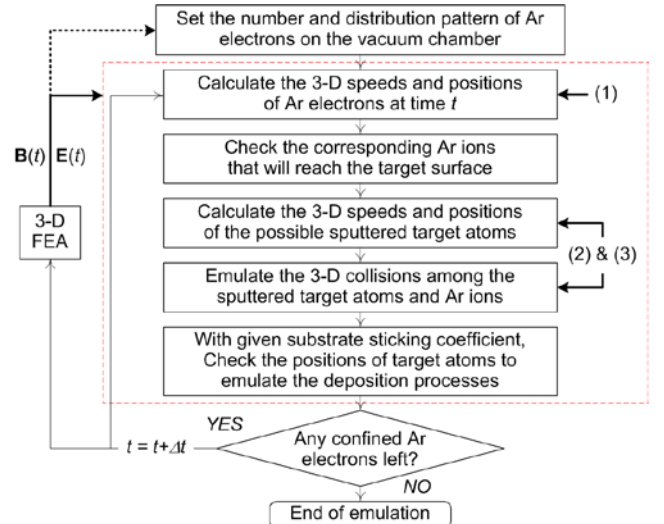 Set the number and distribution pattern of Ar
electrons on the vacuum chamber
Calculate the 3-D speeds and positions
of Ar electrons at time t
(1)
Check the corresponding Ar ions
that will reach the target surface
B(t) E(t)
3-D
FEA
Calculate the 3-D speeds and positions
of the possible sputtered target atoms
(2) & (3)
Emulate the 3-D collisions among the
sputtered target atoms and Ar ions
With given substrate sticking coefficient,
Check the positions of target atoms to
emulate the deposition processes
YES
t = t+Δt
Any confined Ar
electrons left?
NO
End of emulation